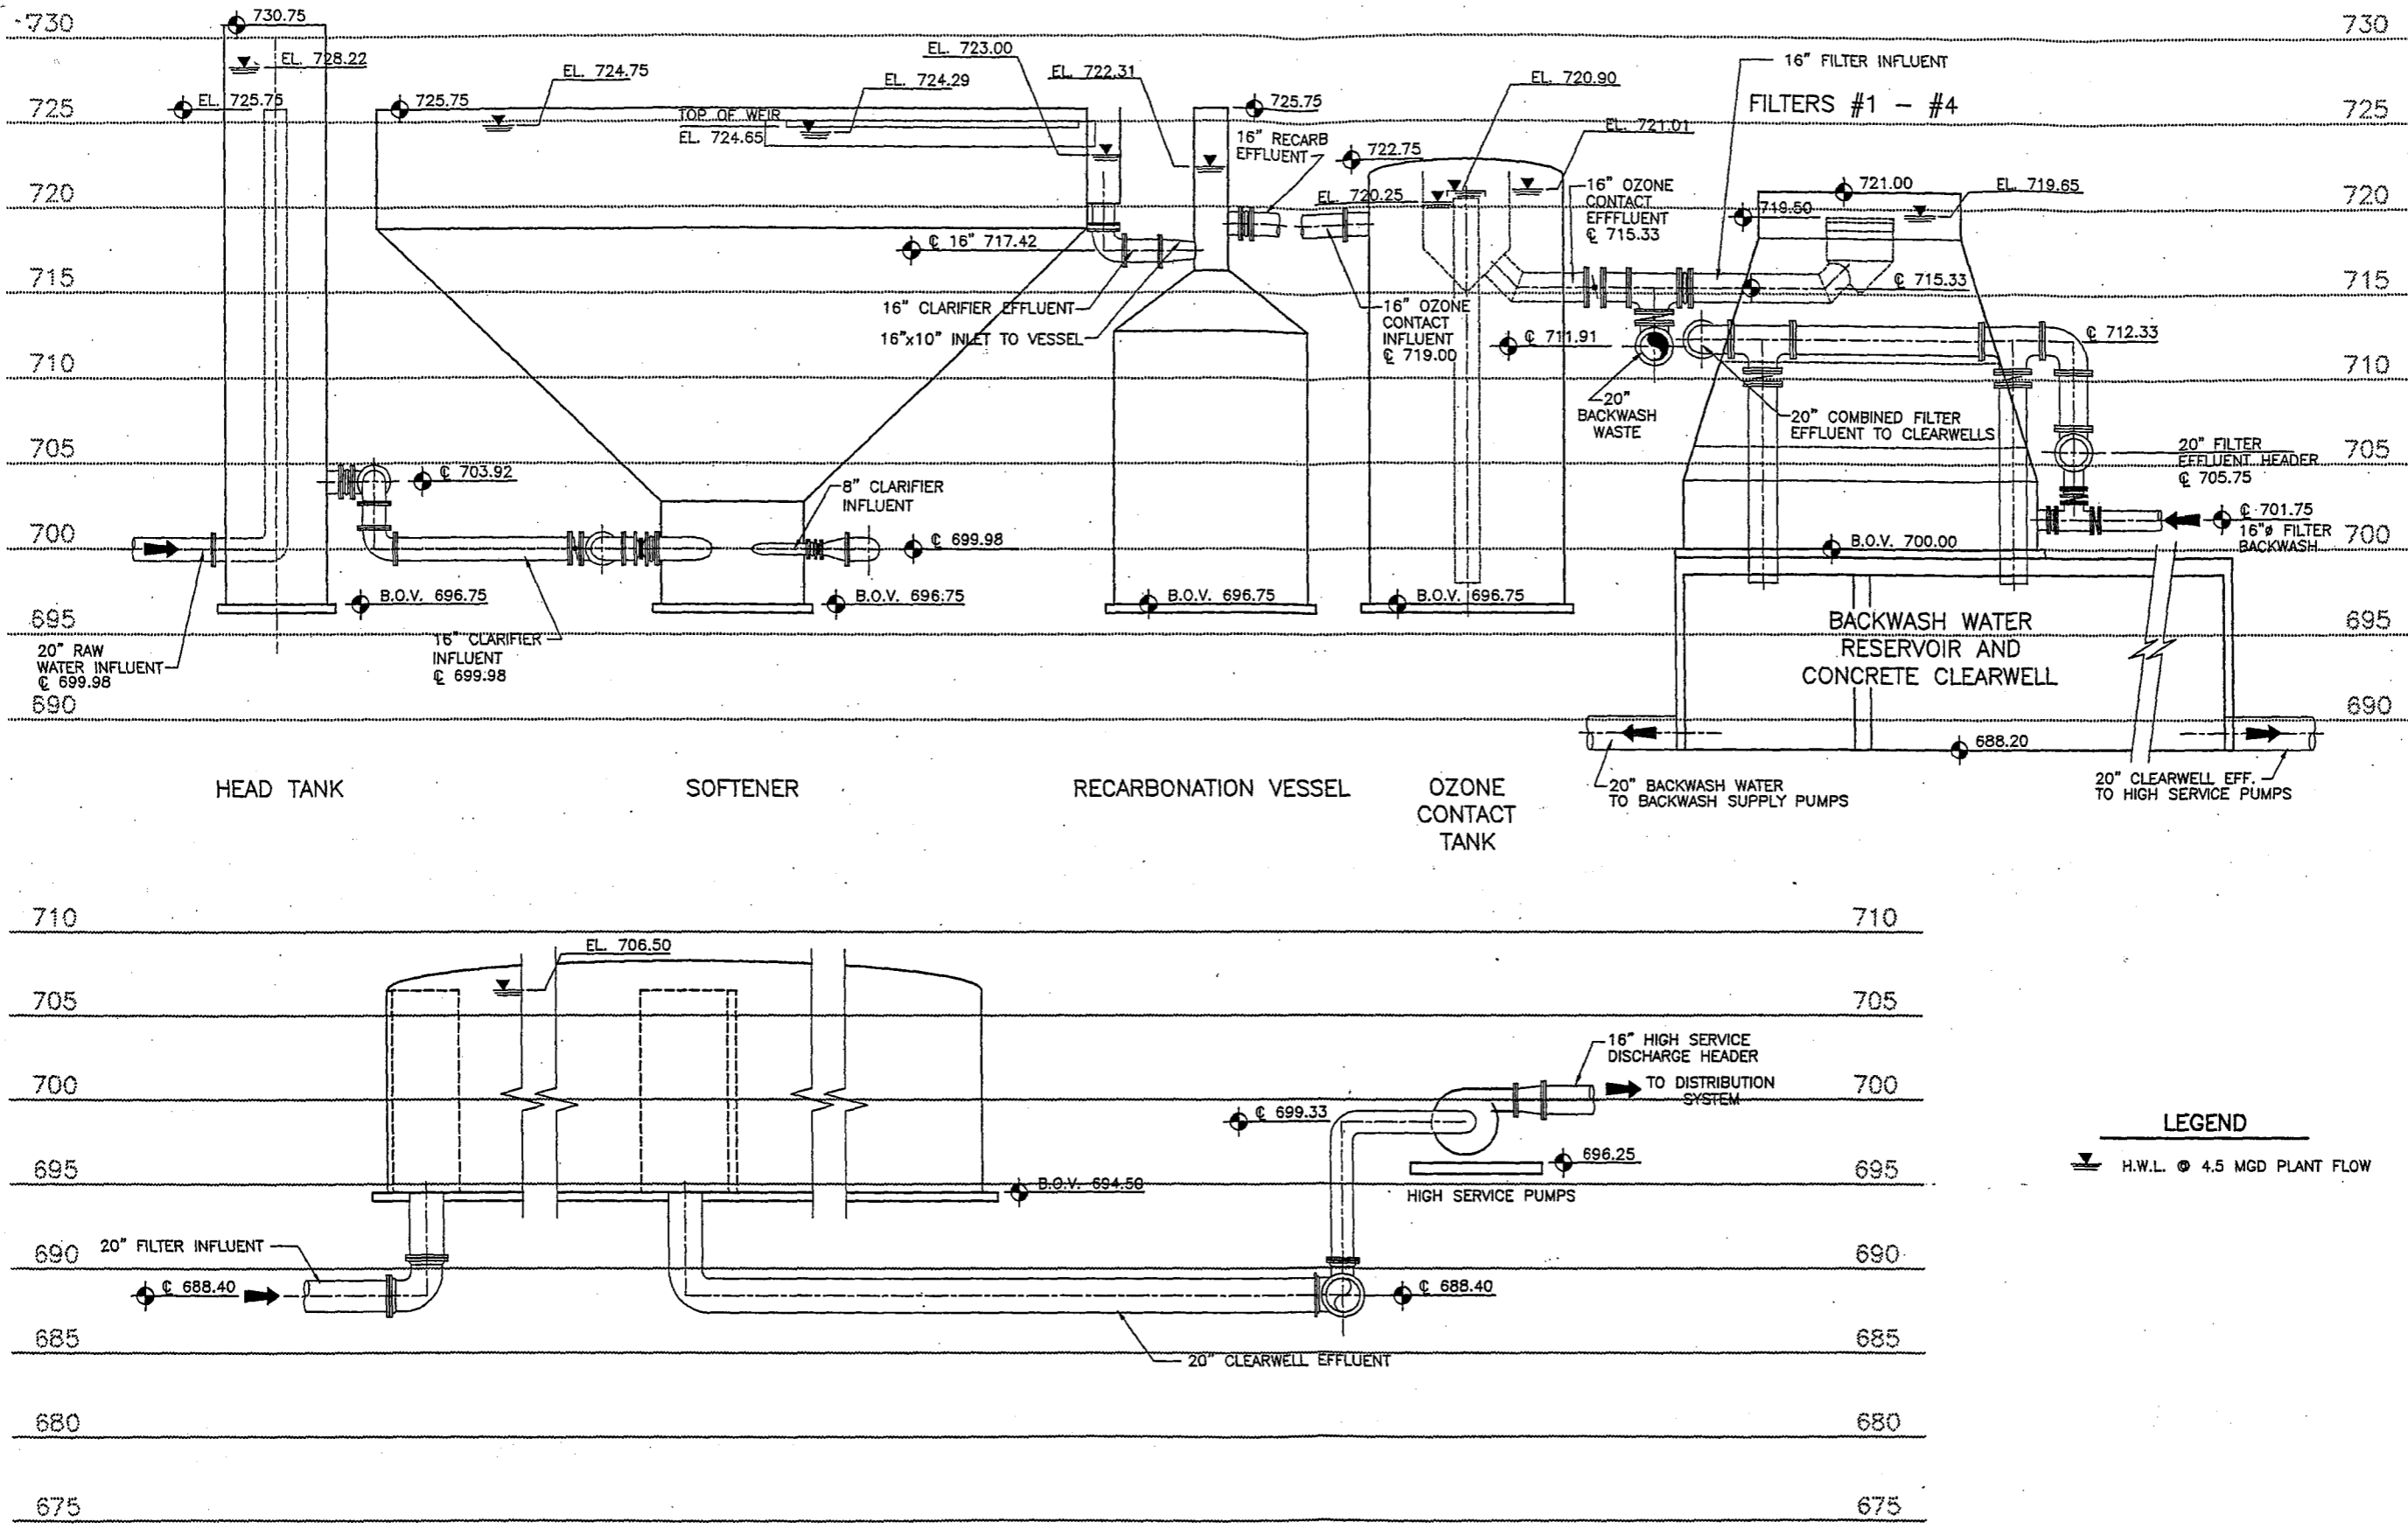 730
730.75
EL. 728.22
EL. 725.75
725.75
EL. 724.75
EL. 724.29
EL. 723.00
EL. 722.31
725.75
EL. 720.90
16" FILTER INFLUENT
730
725
TOP OF WEIR
EL. 724.65
16" RECARB
EFFLUENT
722.75
EL. 721.01
FILTERS #1 - #4
725
720
EL. 720.25
16" OZONE
CONTACT
EFFFLUENT
℄ 715.33
719.50
721.00
EL. 719.65
720
℄ 16" 717.42
715
16" CLARIFIER EFFLUENT
16"x10" INLET TO VESSEL
16" OZONE
CONTACT
INFLUENT
℄ 719.00
℄ 715.33
715
℄ 711.91
℄ 712.33
710
20"
BACKWASH
WASTE
20" COMBINED FILTER
EFFLUENT TO CLEARWELLS
710
705
℄ 703.92
8" CLARIFIER
INFLUENT
20" FILTER
EFFLUENT HEADER
℄ 705.75
705
700
℄ 699.98
B.O.V. 700.00
℄ 701.75
16"ø FILTER
BACKWASH
700
B.O.V. 696.75
B.O.V. 696.75
B.O.V. 696.75
B.O.V. 696.75
695
20" RAW
WATER INFLUENT
℄ 699.98
16" CLARIFIER
INFLUENT
℄ 699.98
BACKWASH WATER
RESERVOIR AND
CONCRETE CLEARWELL
695
690
690
688.20
HEAD TANK
SOFTENER
RECARBONATION VESSEL
OZONE
CONTACT
TANK
20" BACKWASH WATER
TO BACKWASH SUPPLY PUMPS
20" CLEARWELL EFF.
TO HIGH SERVICE PUMPS
710
710
EL. 706.50
705
705
16" HIGH SERVICE
DISCHARGE HEADER
700
TO DISTRIBUTION
SYSTEM
700
℄ 699.33
LEGEND
H.W.L. @ 4.5 MGD PLANT FLOW
695
B.O.V. 694.50
696.25
HIGH SERVICE PUMPS
695
690
20" FILTER INFLUENT
690
℄ 688.40
℄ 688.40
685
20" CLEARWELL EFFLUENT
685
680
680
675
675